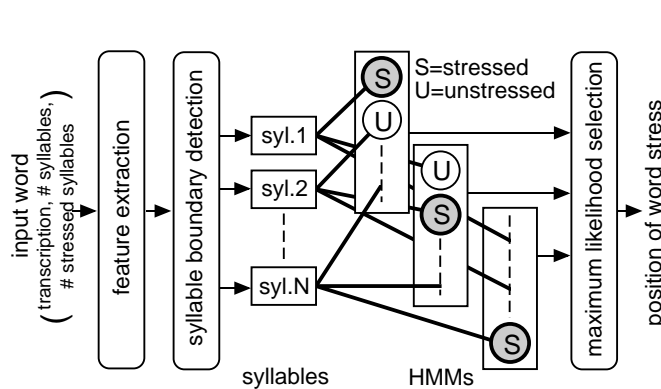 input word
( transcription, # syllables,
# stressed syllables )
feature extraction
syllable boundary detection
syl.1
syl.2
syl.N
syllables
S
U
U
S
S
HMMs
S=stressed
U=unstressed
maximum likelihood selection
position of word stress